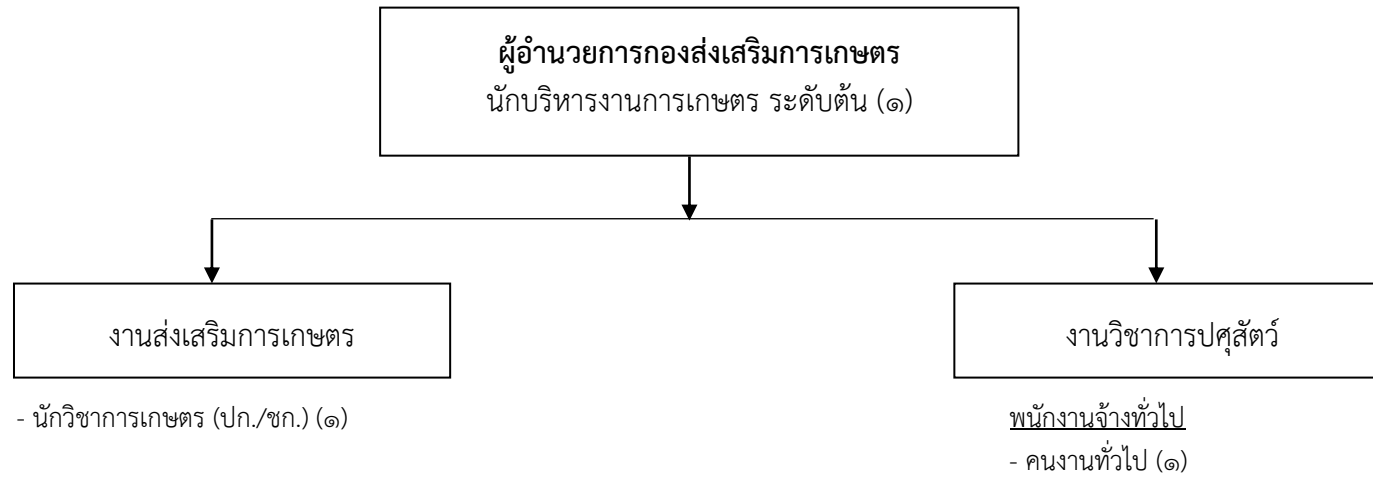 ผู้อำนวยการกองส่งเสริมการเกษตร
นักบริหารงานการเกษตร ระดับต้น (๑)
งานส่งเสริมการเกษตร
- นักวิชาการเกษตร (ปก./ชก.) (๑)
งานวิชาการปศุสัตว์
พนักงานจ้างทั่วไป
- คนงานทั่วไป (๑)